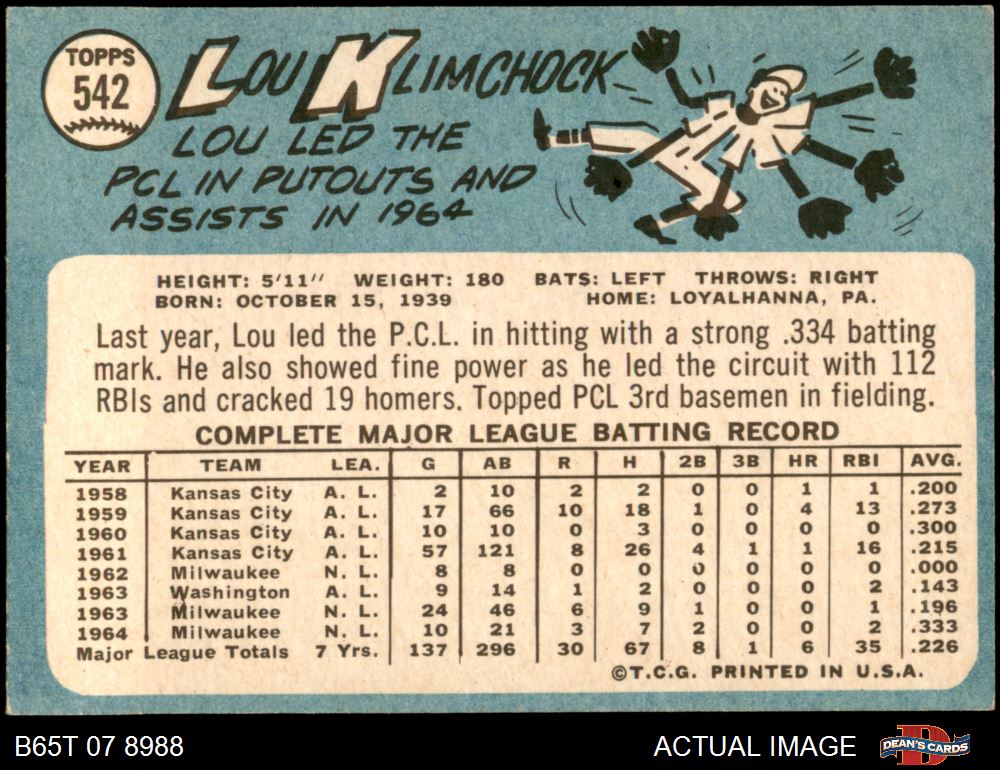 TOPPS
542
LOU KLIMCHOCK
LOU LED THE
PCL IN PUTOUTS AND
ASSISTS IN 1964
HEIGHT: 5'11" WEIGHT: 180 BATS: LEFT THROWS: RIGHT
BORN: OCTOBER 15, 1939 HOME: LOYALHANNA, PA.
Last year, Lou led the P.C.L. in hitting with a strong .334 batting
mark. He also showed fine power as he led the circuit with 112
RBIs and cracked 19 homers. Topped PCL 3rd basemen in fielding.
COMPLETE MAJOR LEAGUE BATTING RECORD
YEAR TEAM LEA. G AB R H 2B 3B HR RBI AVG.
1958 Kansas City A. L. 2 10 2 2 0 0 1 1 .200
1959 Kansas City A. L. 17 66 10 18 1 0 4 13 .273
1960 Kansas City A. L. 10 10 0 3 0 0 0 0 .300
1961 Kansas City A. L. 57 121 8 26 4 1 1 16 .215
1962 Milwaukee N. L. 8 8 0 0 0 0 0 0 .000
1963 Washington A. L. 9 14 1 2 0 0 0 2 .143
1963 Milwaukee N. L. 24 46 6 9 1 0 0 1 .196
1964 Milwaukee N. L. 10 21 3 7 2 0 0 2 .333
Major League Totals 7 Yrs. 137 296 30 67 8 1 6 35 .226
©T.C.G. PRINTED IN U.S.A.
B65T 07 8988 ACTUAL IMAGE DEAN'S CARDS